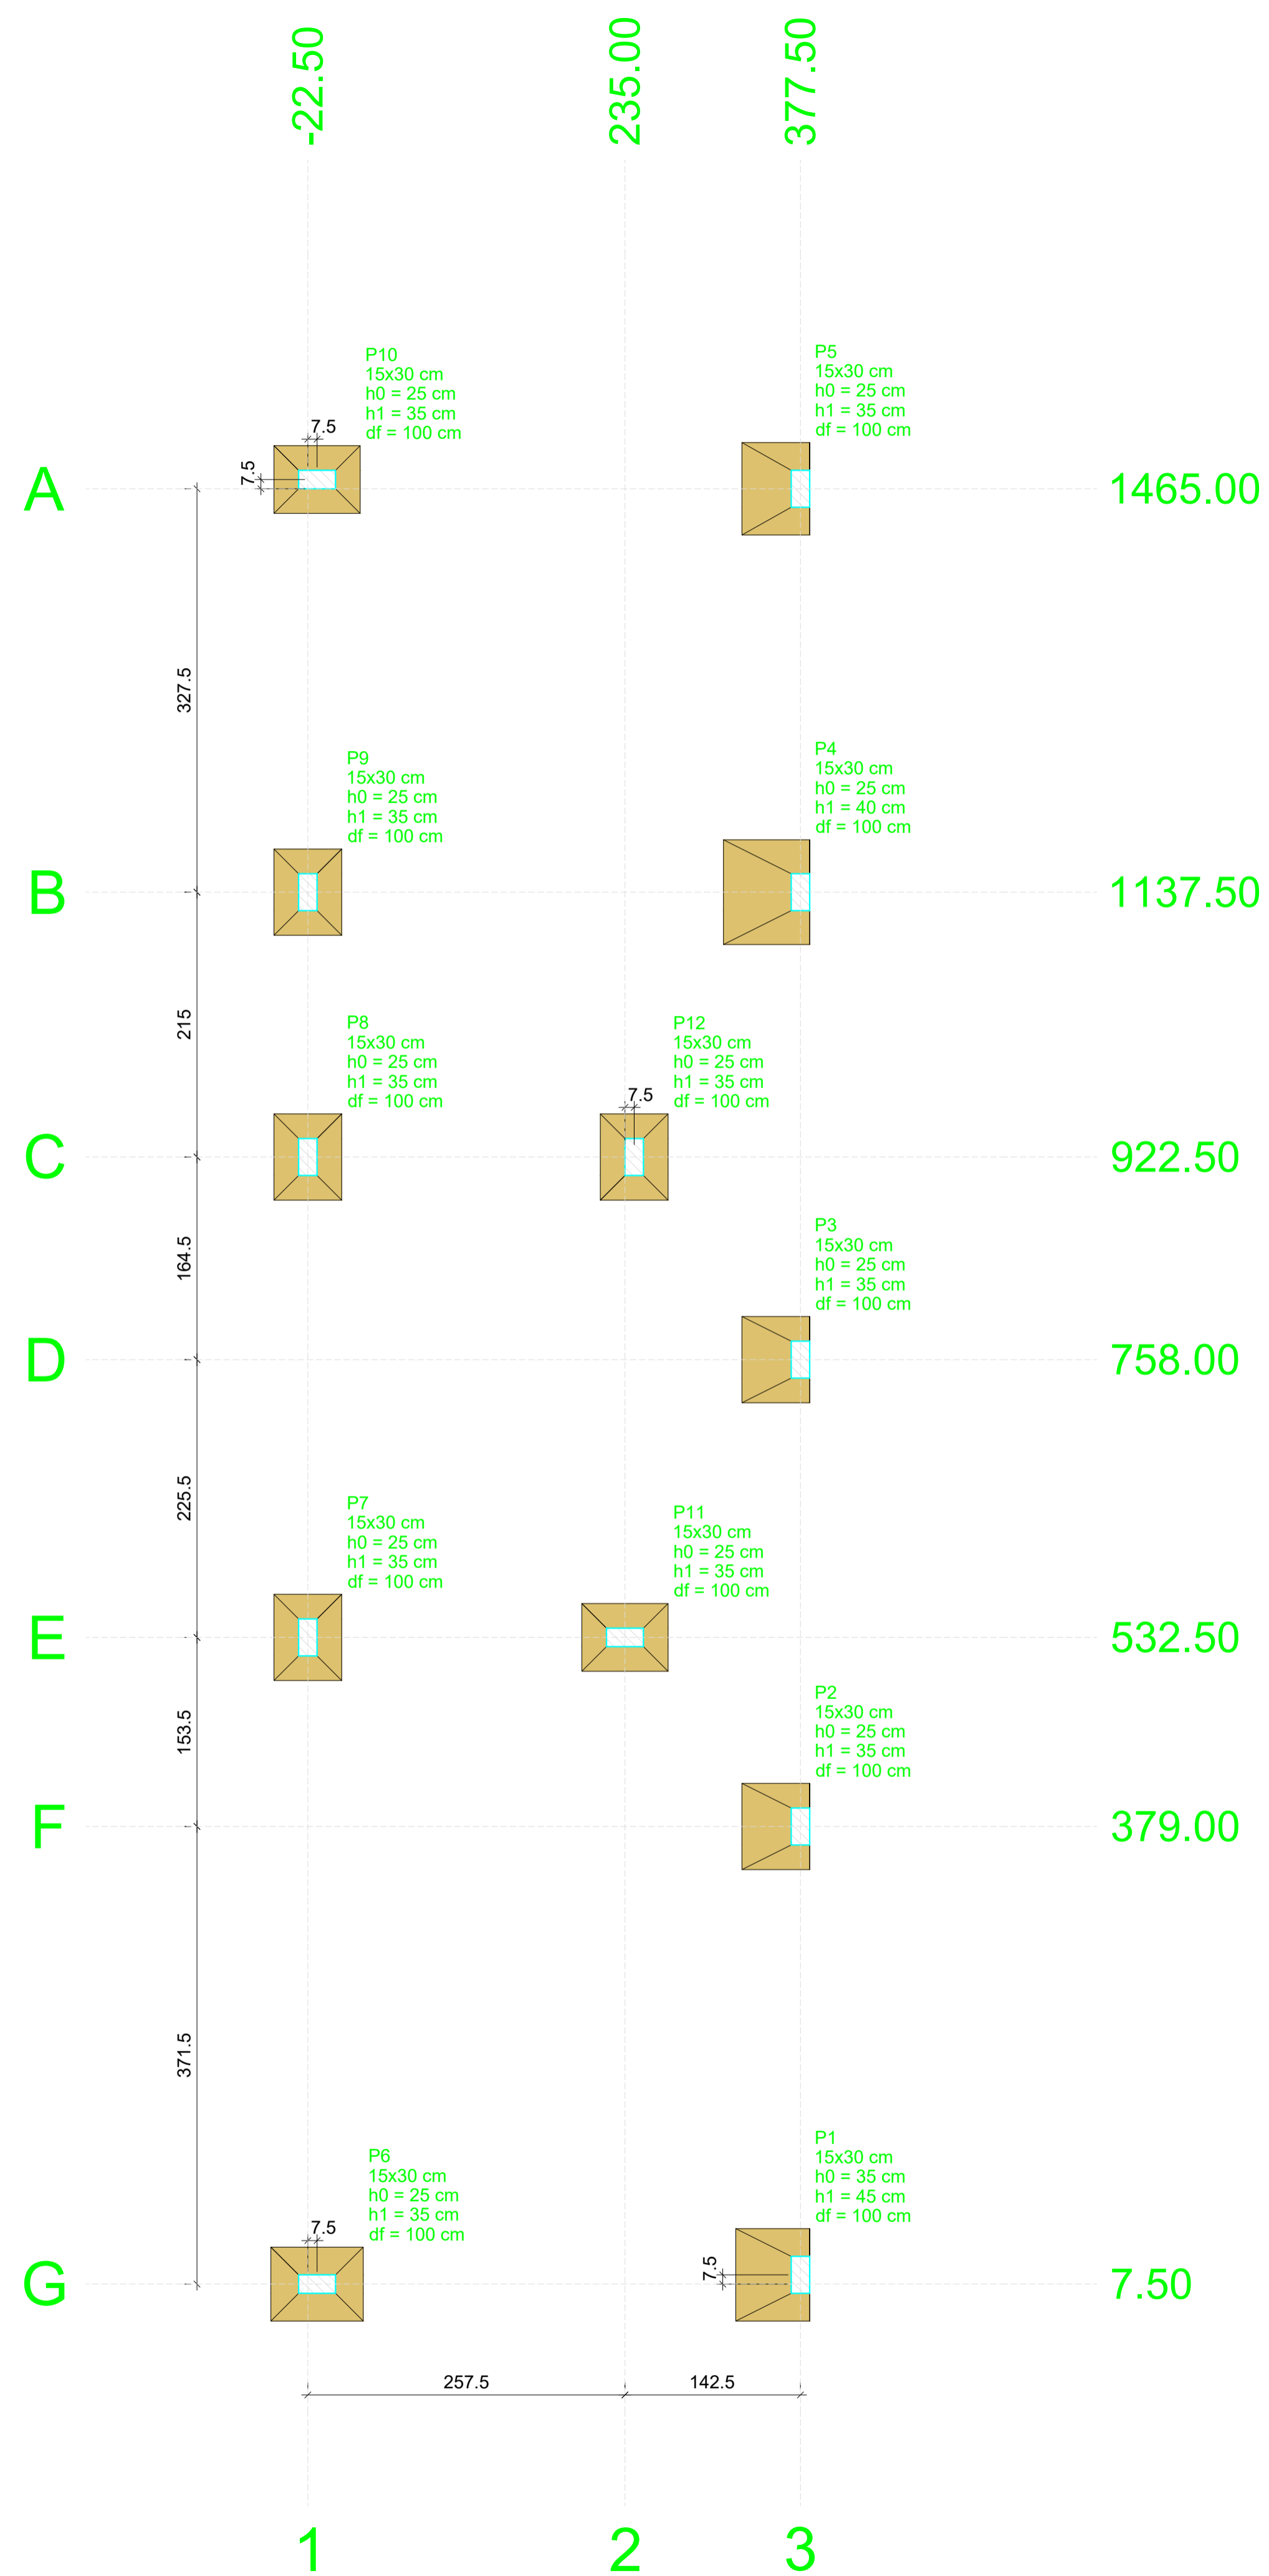 -22.50
235.00
377.50
P10
15x30 cm
h0 = 25 cm
h1 = 35 cm
df = 100 cm
7.5
7.5
P5
15x30 cm
h0 = 25 cm
h1 = 35 cm
df = 100 cm
A
1465.00
327.5
P9
15x30 cm
h0 = 25 cm
h1 = 35 cm
df = 100 cm
P4
15x30 cm
h0 = 25 cm
h1 = 40 cm
df = 100 cm
B
1137.50
215
P8
15x30 cm
h0 = 25 cm
h1 = 35 cm
df = 100 cm
P12
15x30 cm
h0 = 25 cm
h1 = 35 cm
df = 100 cm
7.5
C
922.50
164.5
P3
15x30 cm
h0 = 25 cm
h1 = 35 cm
df = 100 cm
D
758.00
225.5
P7
15x30 cm
h0 = 25 cm
h1 = 35 cm
df = 100 cm
P11
15x30 cm
h0 = 25 cm
h1 = 35 cm
df = 100 cm
E
532.50
153.5
P2
15x30 cm
h0 = 25 cm
h1 = 35 cm
df = 100 cm
F
379.00
371.5
P6
15x30 cm
h0 = 25 cm
h1 = 35 cm
df = 100 cm
7.5
P1
15x30 cm
h0 = 35 cm
h1 = 45 cm
df = 100 cm
7.5
G
7.50
257.5
142.5
1
2
3